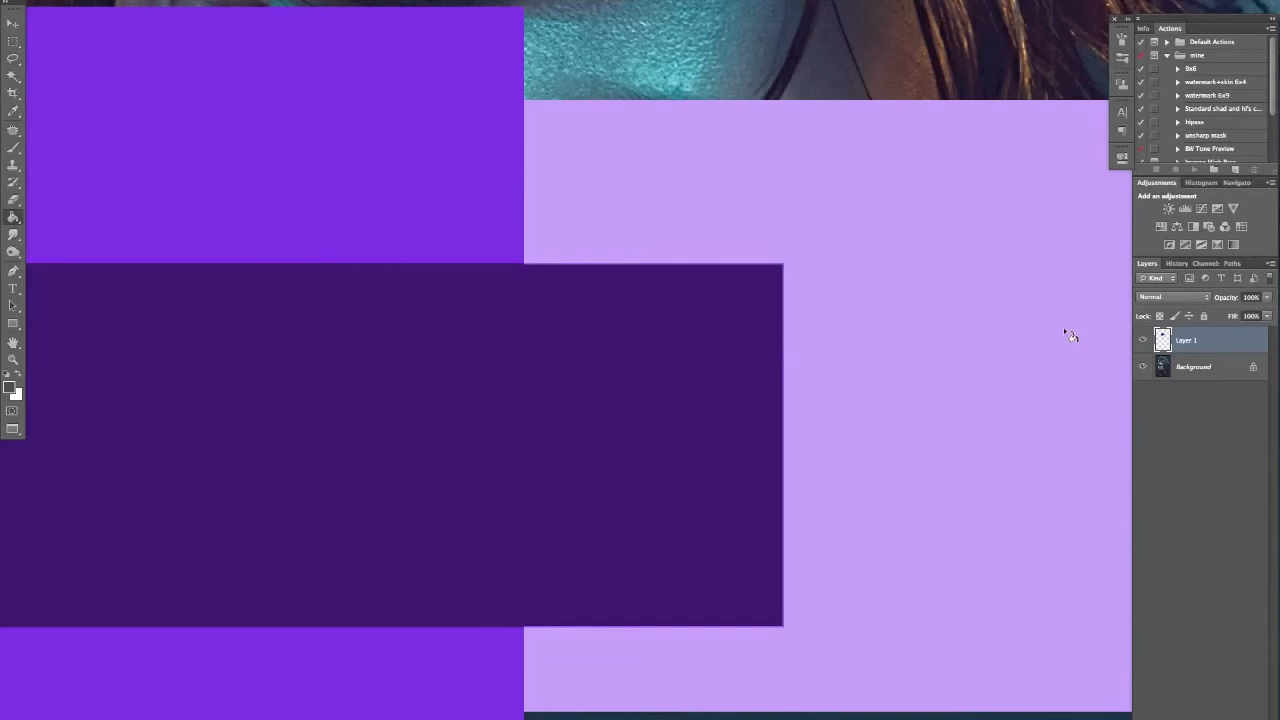 Info Actions
Default Actions
mine
9x6
watermark+skin 6x4
watermark 6x9
Standard shad and hi's c...
hipass
unsharp mask
BW Tone Preview
Adjustments Histogram Navigato
Add an adjustment
Layers History Channel: Paths
Kind
Normal Opacity: 100%
Lock: Fill: 100%
Layer 1
Background